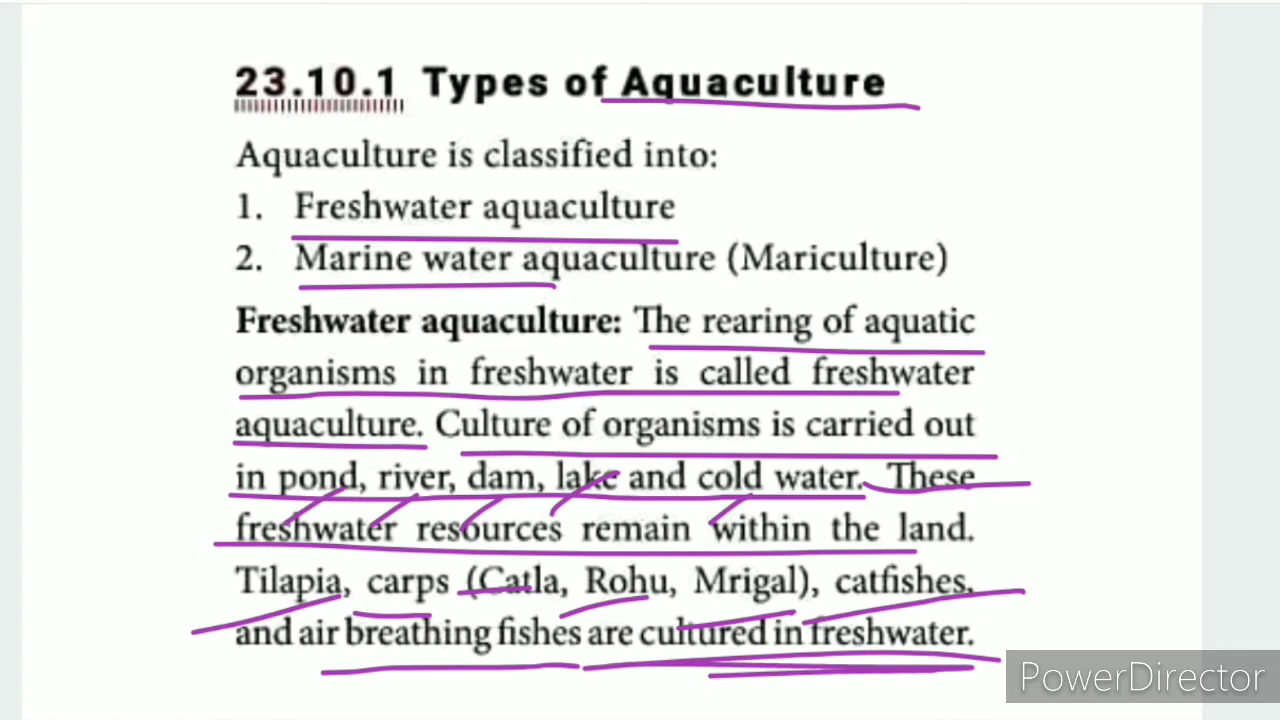 23.10.1 Types of Aquaculture
Aquaculture is classified into:
1. Freshwater aquaculture
2. Marine water aquaculture (Mariculture)
Freshwater aquaculture: The rearing of aquatic
organisms in freshwater is called freshwater
aquaculture. Culture of organisms is carried out
in pond, river, dam, lake and cold water. These
freshwater resources remain within the land.
Tilapia, carps (Catla, Rohu, Mrigal), catfishes,
and air breathing fishes are cultured in freshwater.
PowerDirector